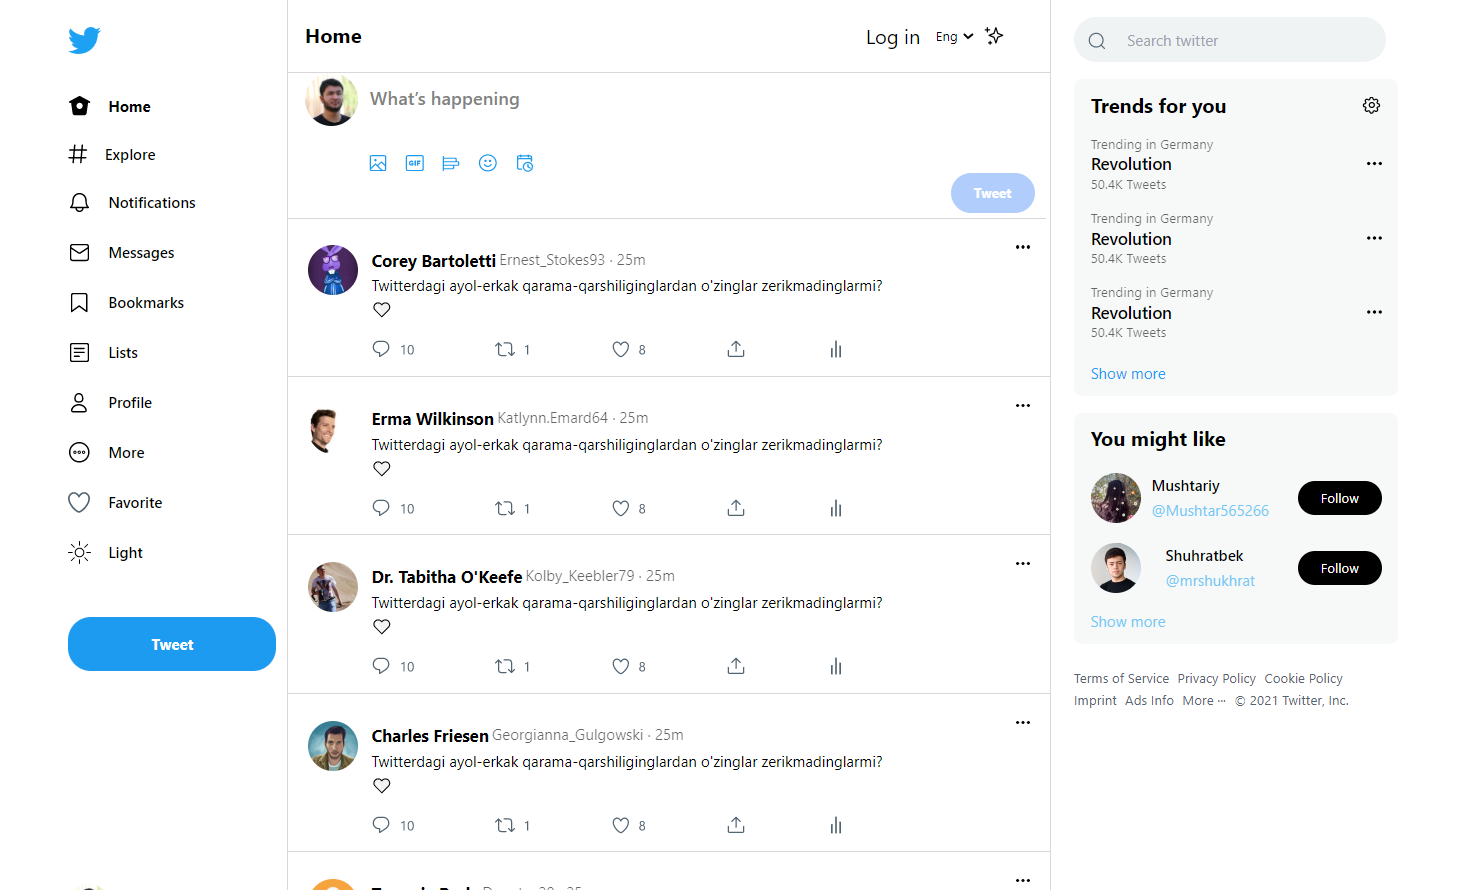 Home
Explore
Notifications
Messages
Bookmarks
Lists
Profile
More
Favorite
Light
Tweet
Home
Log in
Eng
What's happening
GIF
Tweet
Corey Bartoletti Ernest_Stokes93 · 25m
Twitterdagi ayol-erkak qarama-qarshiliginglardan o'zinglar zerikmadinglarmi?
10 1 8
Erma Wilkinson Katlynn.Emard64 · 25m
Twitterdagi ayol-erkak qarama-qarshiliginglardan o'zinglar zerikmadinglarmi?
10 1 8
Dr. Tabitha O'Keefe Kolby_Keebler79 · 25m
Twitterdagi ayol-erkak qarama-qarshiliginglardan o'zinglar zerikmadinglarmi?
10 1 8
Charles Friesen Georgianna_Gulgowski · 25m
Twitterdagi ayol-erkak qarama-qarshiliginglardan o'zinglar zerikmadinglarmi?
10 1 8
Search twitter
Trends for you
Trending in Germany
Revolution
50.4K Tweets
Trending in Germany
Revolution
50.4K Tweets
Trending in Germany
Revolution
50.4K Tweets
Show more
You might like
Mushtariy
@Mushtar565266
Follow
Shuhratbek
@mrshukhrat
Follow
Show more
Terms of Service Privacy Policy Cookie Policy
Imprint Ads Info More ··· © 2021 Twitter, Inc.